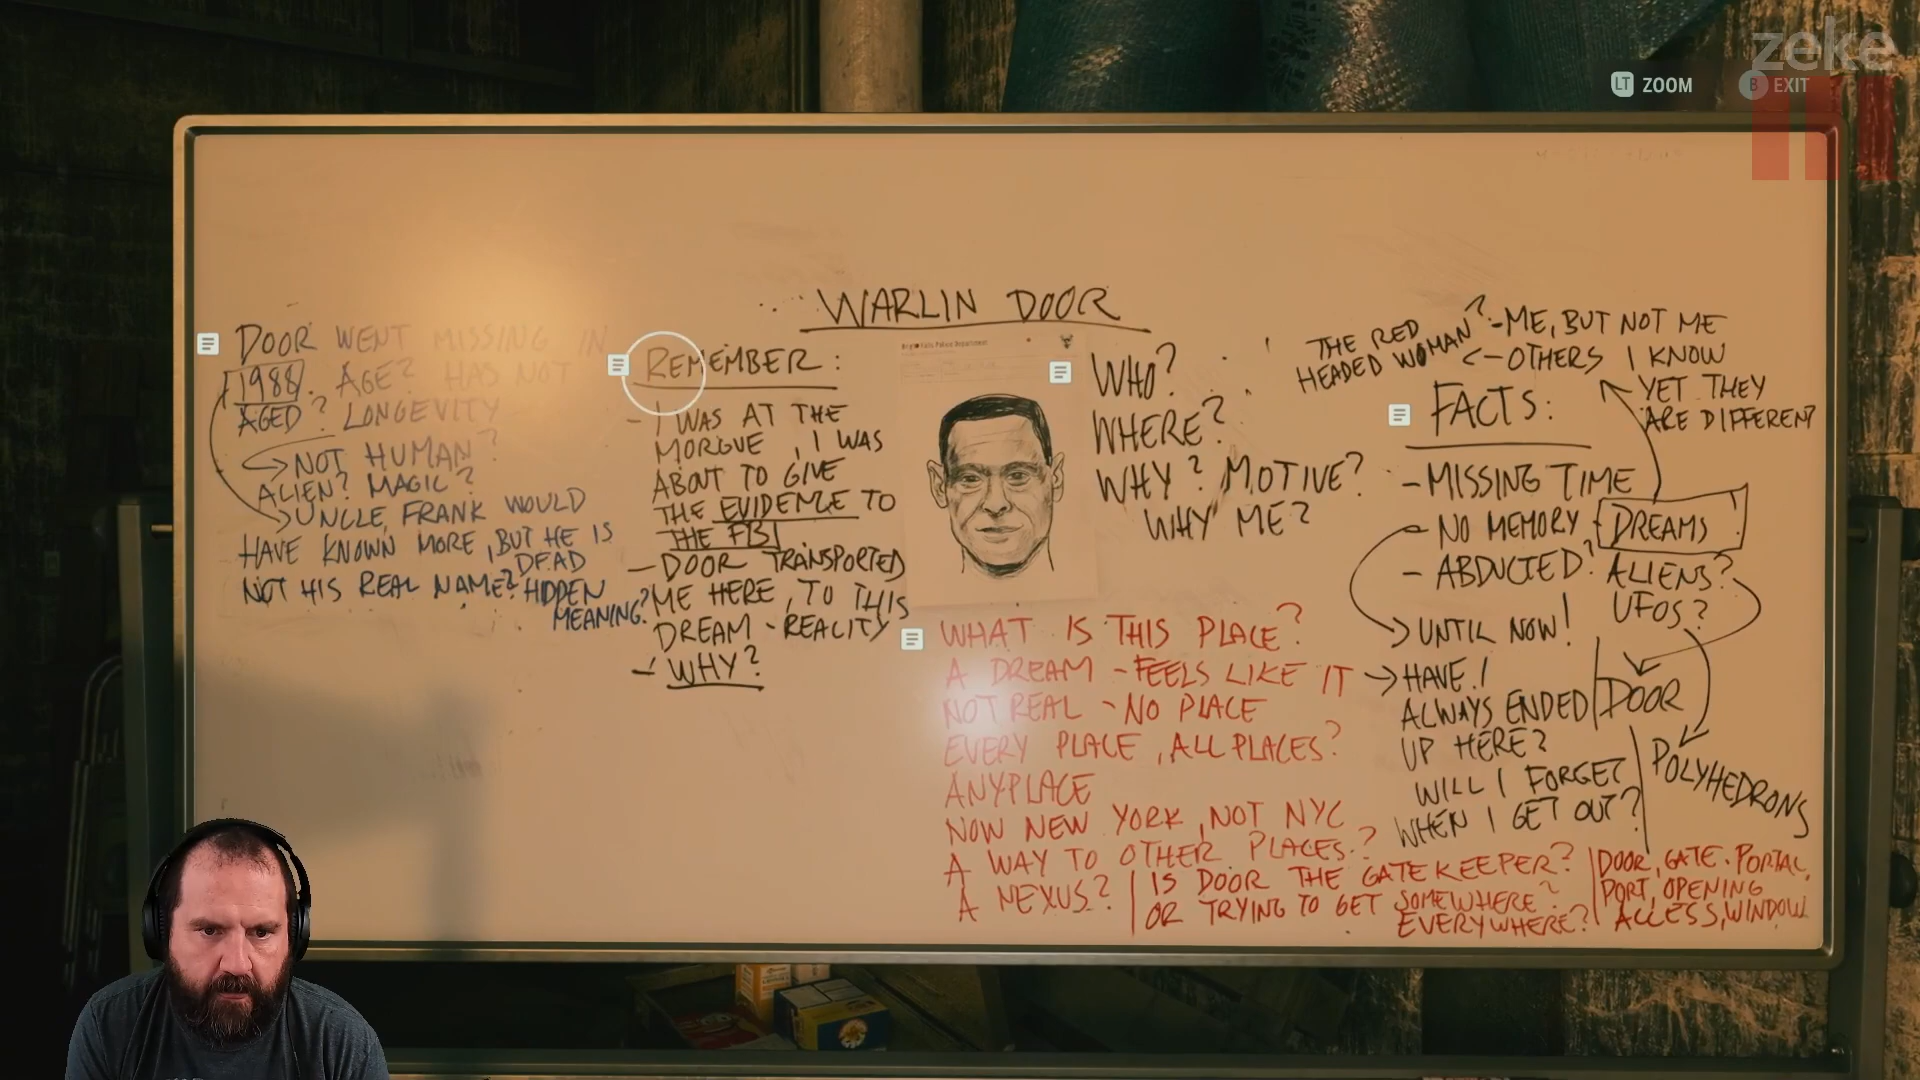 zeke
LT ZOOM
B EXIT
WARLIN DOOR
DOOR WENT MISSING IN
1988. AGE? HAS NOT
AGED? LONGEVITY
NOT HUMAN?
ALIEN? MAGIC?
UNCLE FRANK WOULD
HAVE KNOWN MORE, BUT HE IS
DEAD
NOT HIS REAL NAME? HIDDEN
MEANING?
REMEMBER:
- I WAS AT THE
MORGUE, I WAS
ABOUT TO GIVE
THE EVIDENCE TO
THE FBI
- DOOR TRANSPORTED
ME HERE, TO THIS
DREAM - REALITY
- WHY?
Bright Falls Police Department
WHO?
WHERE?
WHY? MOTIVE?
WHY ME?
WHAT IS THIS PLACE?
A DREAM - FEELS LIKE IT
NOT REAL - NO PLACE
EVERY PLACE, ALL PLACES?
ANYPLACE
NOW NEW YORK, NOT NYC
A WAY TO OTHER PLACES?
A NEXUS?
IS DOOR THE GATEKEEPER?
OR TRYING TO GET SOMEWHERE?
EVERYWHERE?
DOOR, GATE, PORTAL,
PORT, OPENING
ACCESS, WINDOW
THE RED
HEADED WOMAN?
- ME, BUT NOT ME
OTHERS I KNOW
YET THEY
ARE DIFFERENT
FACTS:
- MISSING TIME
- NO MEMORY - DREAMS!
- ABDUCTED? ALIENS?
UFOS?
UNTIL NOW!
HAVE I
ALWAYS ENDED
UP HERE?
WILL I FORGET
WHEN I GET OUT?
DOOR
POLYHEDRONS